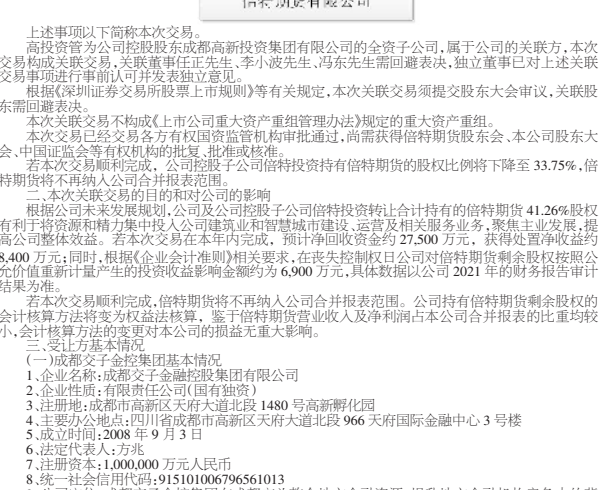 倍特期货有限公司
上述事项以下简称本次交易。
高投资管为公司控股股东成都高新投资集团有限公司的全资子公司,属于公司的关联方,本次
交易构成关联交易,关联董事任正先生、李小波先生、冯东先生需回避表决,独立董事已对上述关联
交易事项进行事前认可并发表独立意见。
根据《深圳证券交易所股票上市规则》等有关规定,本次关联交易须提交股东大会审议,关联股
东需回避表决。
本次关联交易不构成《上市公司重大资产重组管理办法》规定的重大资产重组。
本次交易已经交易各方有权国资监管机构审批通过,尚需获得倍特期货股东会、本公司股东大
会、中国证监会等有权机构的批复、批准或核准。
若本次交易顺利完成,公司控股子公司倍特投资持有倍特期货的股权比例将下降至 33.75%,倍
特期货将不再纳入公司合并报表范围。
二、本次关联交易的目的和对公司的影响
根据公司未来发展规划,公司及公司控股子公司倍特投资转让合计持有的倍特期货 41.26%股权
有利于将资源和精力集中投入公司建筑业和智慧城市建设、运营及相关服务业务,聚焦主业发展,提
高公司整体效益。若本次交易在本年内完成,预计净回收资金约 27,500 万元,获得处置净收益约
8,400 万元;同时,根据《企业会计准则》相关要求,在丧失控制权日公司对倍特期货剩余股权按照公
允价值重新计量产生的投资收益影响金额约为 6,900 万元,具体数据以公司 2021 年的财务报告审计
结果为准。
若本次交易顺利完成,倍特期货将不再纳入公司合并报表范围。公司持有倍特期货剩余股权的
会计核算方法将变为权益法核算,鉴于倍特期货营业收入及净利润占本公司合并报表的比重均较
小,会计核算方法的变更对本公司的损益无重大影响。
三、受让方基本情况
(一)成都交子金控集团基本情况
1、企业名称:成都交子金融控股集团有限公司
2、企业性质:有限责任公司(国有独资)
3、注册地:成都市高新区天府大道北段 1480 号高新孵化园
4、主要办公地点:四川省成都市高新区天府大道北段 966 天府国际金融中心 3 号楼
5、成立时间:2008 年 9 月 3 日
6、法定代表人:方兆
7、注册资本:1,000,000 万元人民币
8、统一社会信用代码:915101006796561013